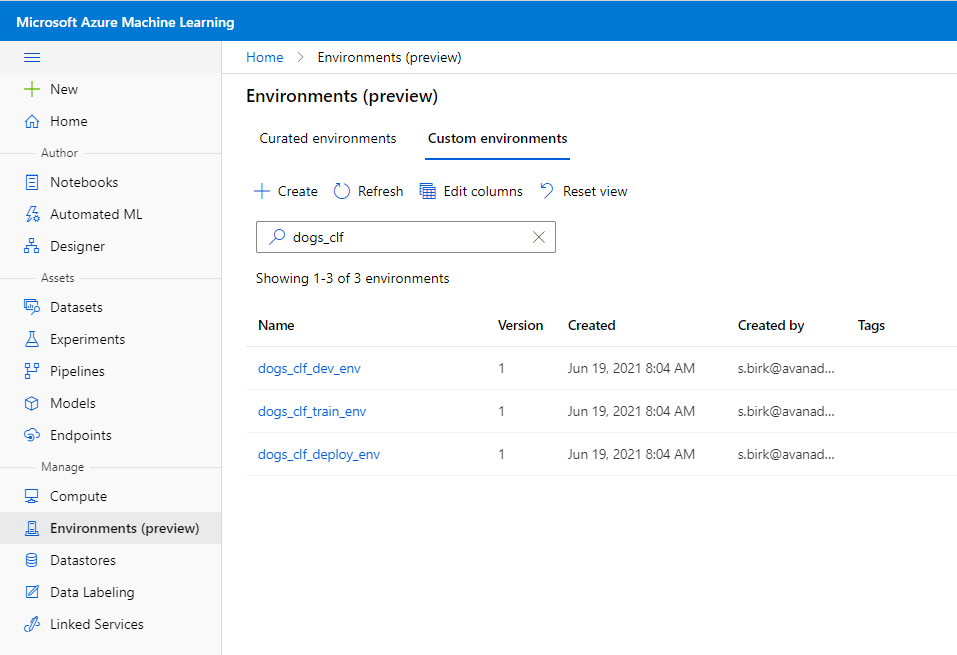 Microsoft Azure Machine Learning
New
Home
Author
Notebooks
Automated ML
Designer
Assets
Datasets
Experiments
Pipelines
Models
Endpoints
Manage
Compute
Environments (preview)
Datastores
Data Labeling
Linked Services
Home > Environments (preview)
Environments (preview)
Curated environments Custom environments
Create Refresh Edit columns Reset view
dogs_clf
Showing 1-3 of 3 environments
Name Version Created Created by Tags
dogs_clf_dev_env 1 Jun 19, 2021 8:04 AM s.birk@avanad...
dogs_clf_train_env 1 Jun 19, 2021 8:04 AM s.birk@avanad...
dogs_clf_deploy_env 1 Jun 19, 2021 8:04 AM s.birk@avanad...